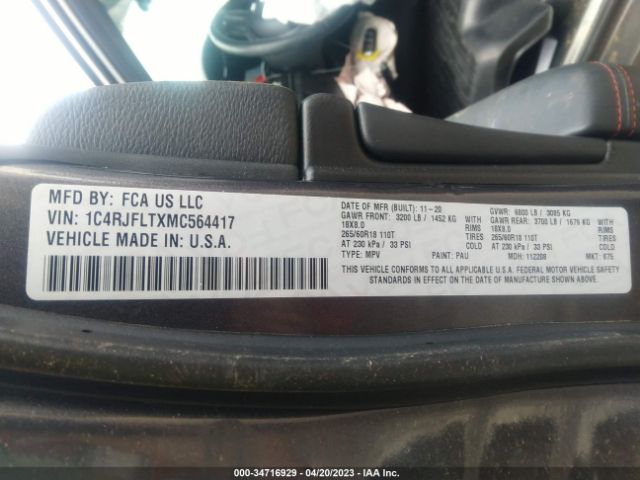 MFD BY: FCA US LLC
VIN: 1C4RJFLTXMC564417
VEHICLE MADE IN U.S.A.
DATE OF MFR (BUILT): 11-20 GVWR: 6800 LB / 3085 KG
GAWR FRONT: 3200 LB / 1452 KG WITH GAWR REAR: 3700 LB / 1679 KG WITH
18X8.0 RIMS 18X8.0 RIMS
265/60R18 110T TIRES 265/60R18 110T TIRES
AT 230 kPa / 33 PSI COLD AT 230 kPa / 33 PSI COLD
TYPE: MPV PAINT: PAU MDH: 112208 MKT: 675
THIS VEHICLE CONFORMS TO ALL APPLICABLE U.S.A. FEDERAL MOTOR VEHICLE SAFETY
STANDARDS IN EFFECT ON THE DATE OF MANUFACTURE SHOWN ABOVE.
000-34716929 / 04/20/2023 - IAA Inc.